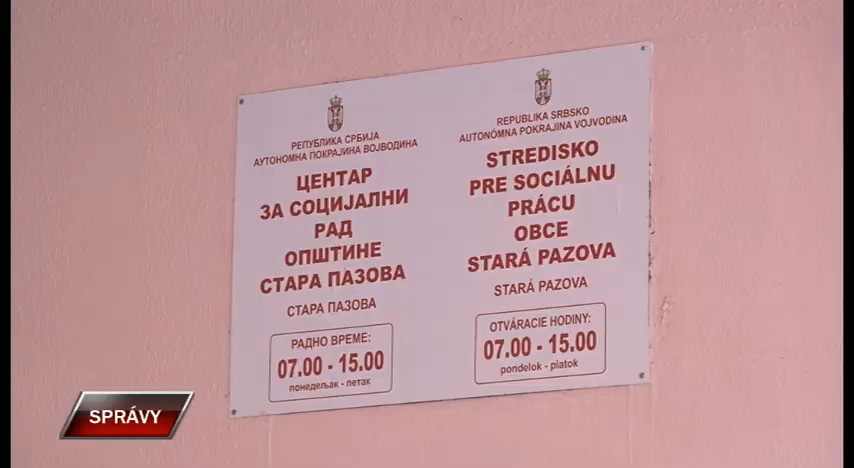 РЕПУБЛИКА СРБИЈА
АУТОНОМНА ПОКРАЈИНА ВОЈВОДИНА
ЦЕНТАР
ЗА СОЦИЈАЛНИ
РАД
ОПШТИНЕ
СТАРА ПАЗОВА
СТАРА ПАЗОВА
РАДНО ВРЕМЕ:
07.00 - 15.00
понедељак - петак
REPUBLIKA SRBSKO
AUTONÓMNA POKRAJINA VOJVODINA
STREDISKO
PRE SOCIÁLNU
PRÁCU
OBCE
STARÁ PAZOVA
STARÁ PAZOVA
OTVÁRACIE HODINY:
07.00 - 15.00
pondelok - piatok
SPRÁVY